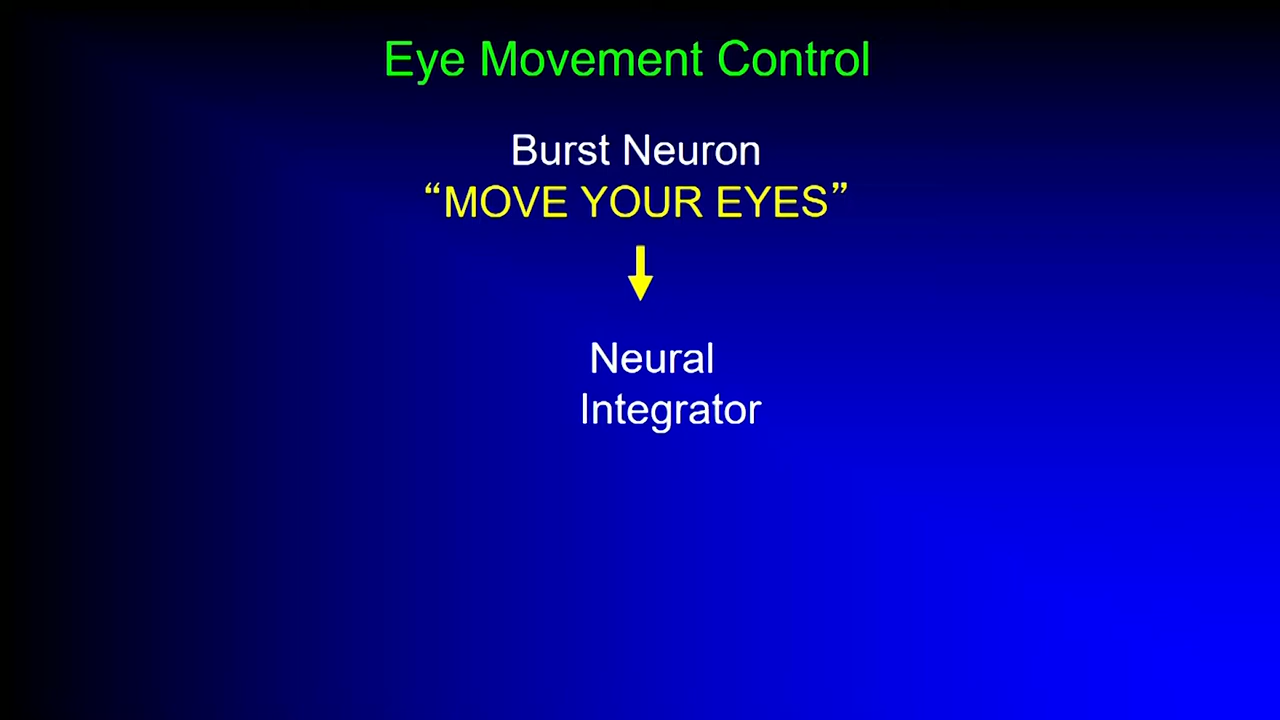 Eye Movement Control
Burst Neuron
“MOVE YOUR EYES”
Neural
Integrator